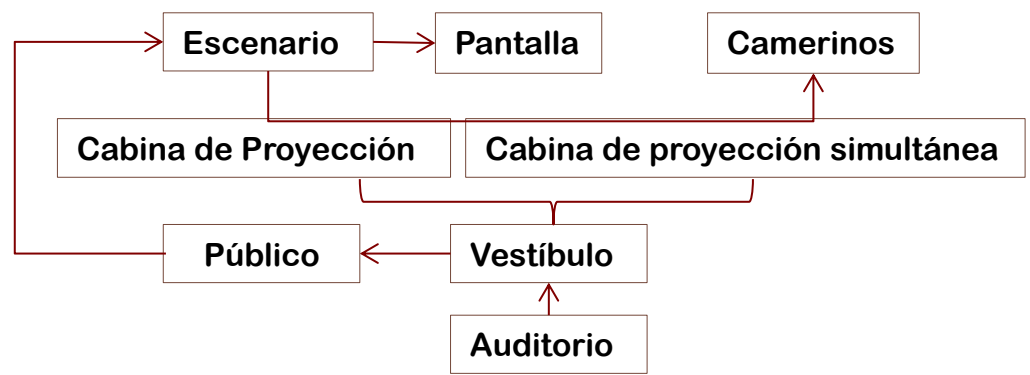 Escenario
Pantalla
Camerinos
Cabina de Proyección
Cabina de proyección simultánea
Público
Vestíbulo
Auditorio